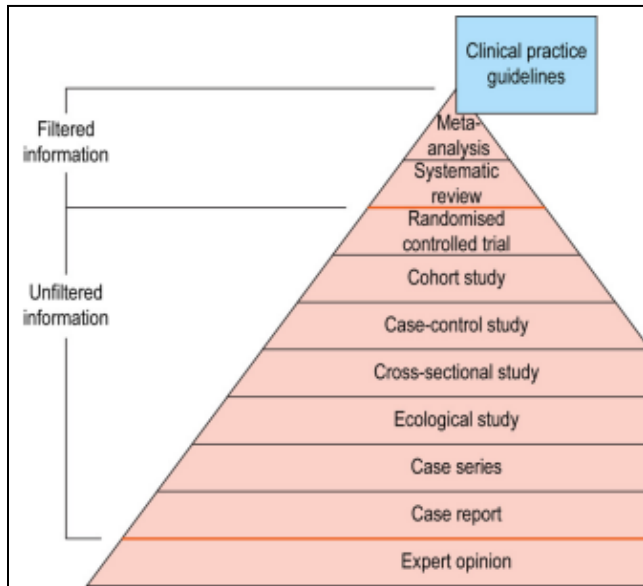 Clinical practice
guidelines
Filtered
information
Meta-
analysis
Systematic
review
Randomised
controlled trial
Unfiltered
information
Cohort study
Case-control study
Cross-sectional study
Ecological study
Case series
Case report
Expert opinion